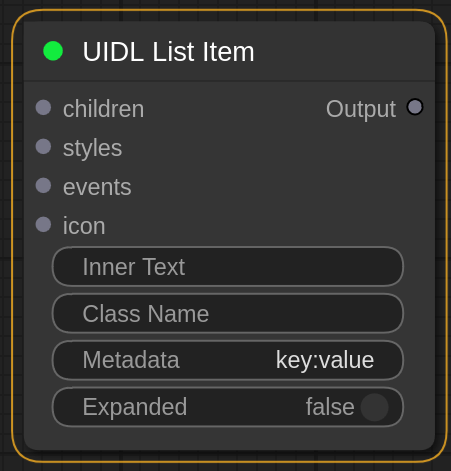 UIDL List Item
children Output
styles
events
icon
Inner Text
Class Name
Metadata key:value
Expanded false